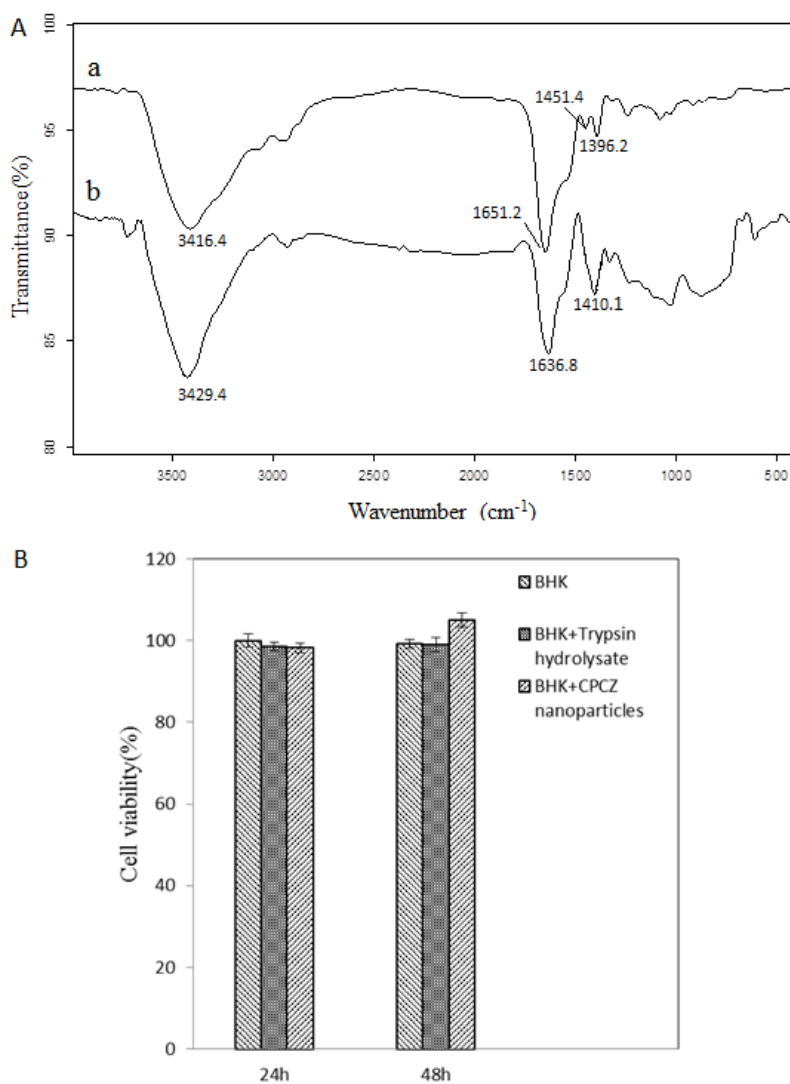 A
100
95
90
85
80
Transmittance(%)
a
b
3416.4
3429.4
1451.4
1396.2
1651.2
1410.1
1636.8
3500
3000
2500
2000
1500
1000
500
Wavenumber (cm⁻¹)
B
120
100
80
60
40
20
0
Cell viability(%)
BHK
BHK+Trypsin
hydrolysate
BHK+CPCZ
nanoparticles
24h
48h